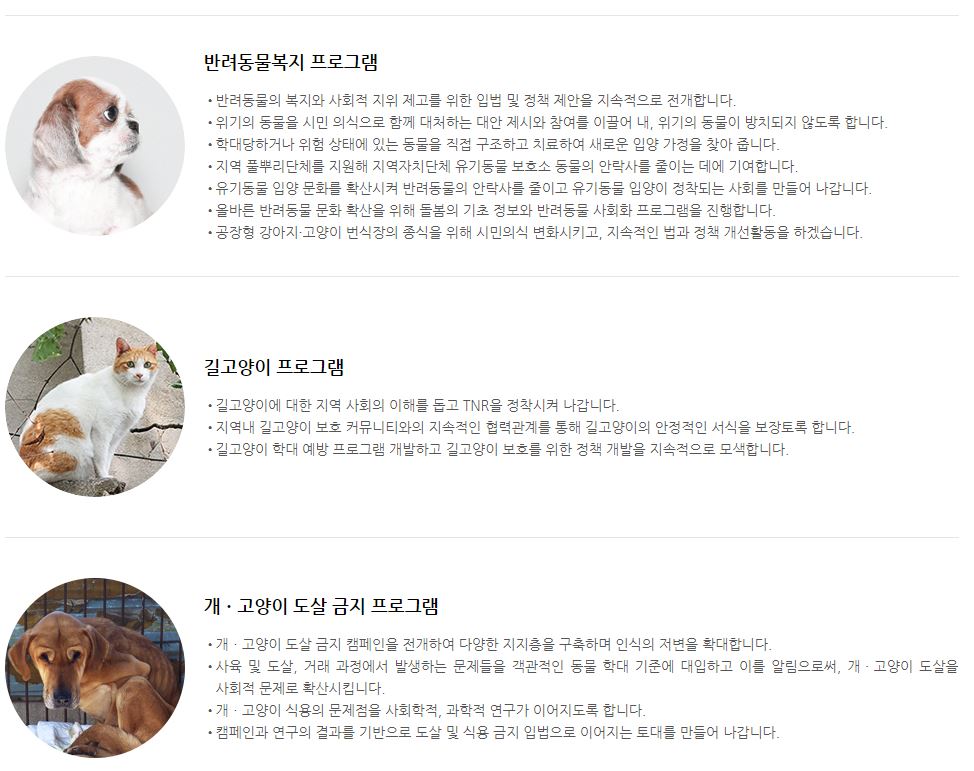 반려동물복지 프로그램
• 반려동물의 복지와 사회적 지위 제고를 위한 입법 및 정책 제안을 지속적으로 전개합니다.
• 위기의 동물을 시민 의식으로 함께 대처하는 대안 제시와 참여를 이끌어 내, 위기의 동물이 방치되지 않도록 합니다.
• 학대당하거나 위험 상태에 있는 동물을 직접 구조하고 치료하여 새로운 입양 가정을 찾아 줍니다.
• 지역 풀뿌리단체를 지원해 지역자치단체 유기동물 보호소 동물의 안락사를 줄이는 데에 기여합니다.
• 유기동물 입양 문화를 확산시켜 반려동물의 안락사를 줄이고 유기동물 입양이 정착되는 사회를 만들어 나갑니다.
• 올바른 반려동물 문화 확산을 위해 돌봄의 기초 정보와 반려동물 사회화 프로그램을 진행합니다.
• 공장형 강아지·고양이 번식장의 종식을 위해 시민의식 변화시키고, 지속적인 법과 정책 개선활동을 하겠습니다.
길고양이 프로그램
• 길고양이에 대한 지역 사회의 이해를 돕고 TNR을 정착시켜 나갑니다.
• 지역내 길고양이 보호 커뮤니티와의 지속적인 협력관계를 통해 길고양이의 안정적인 서식을 보장토록 합니다.
• 길고양이 학대 예방 프로그램 개발하고 길고양이 보호를 위한 정책 개발을 지속적으로 모색합니다.
개ㆍ고양이 도살 금지 프로그램
• 개ㆍ고양이 도살 금지 캠페인을 전개하여 다양한 지지층을 구축하며 인식의 저변을 확대합니다.
• 사육 및 도살, 거래 과정에서 발생하는 문제들을 객관적인 동물 학대 기준에 대입하고 이를 알림으로써, 개ㆍ고양이 도살을
사회적 문제로 확산시킵니다.
• 개ㆍ고양이 식용의 문제점을 사회학적, 과학적 연구가 이어지도록 합니다.
• 캠페인과 연구의 결과를 기반으로 도살 및 식용 금지 입법으로 이어지는 토대를 만들어 나갑니다.